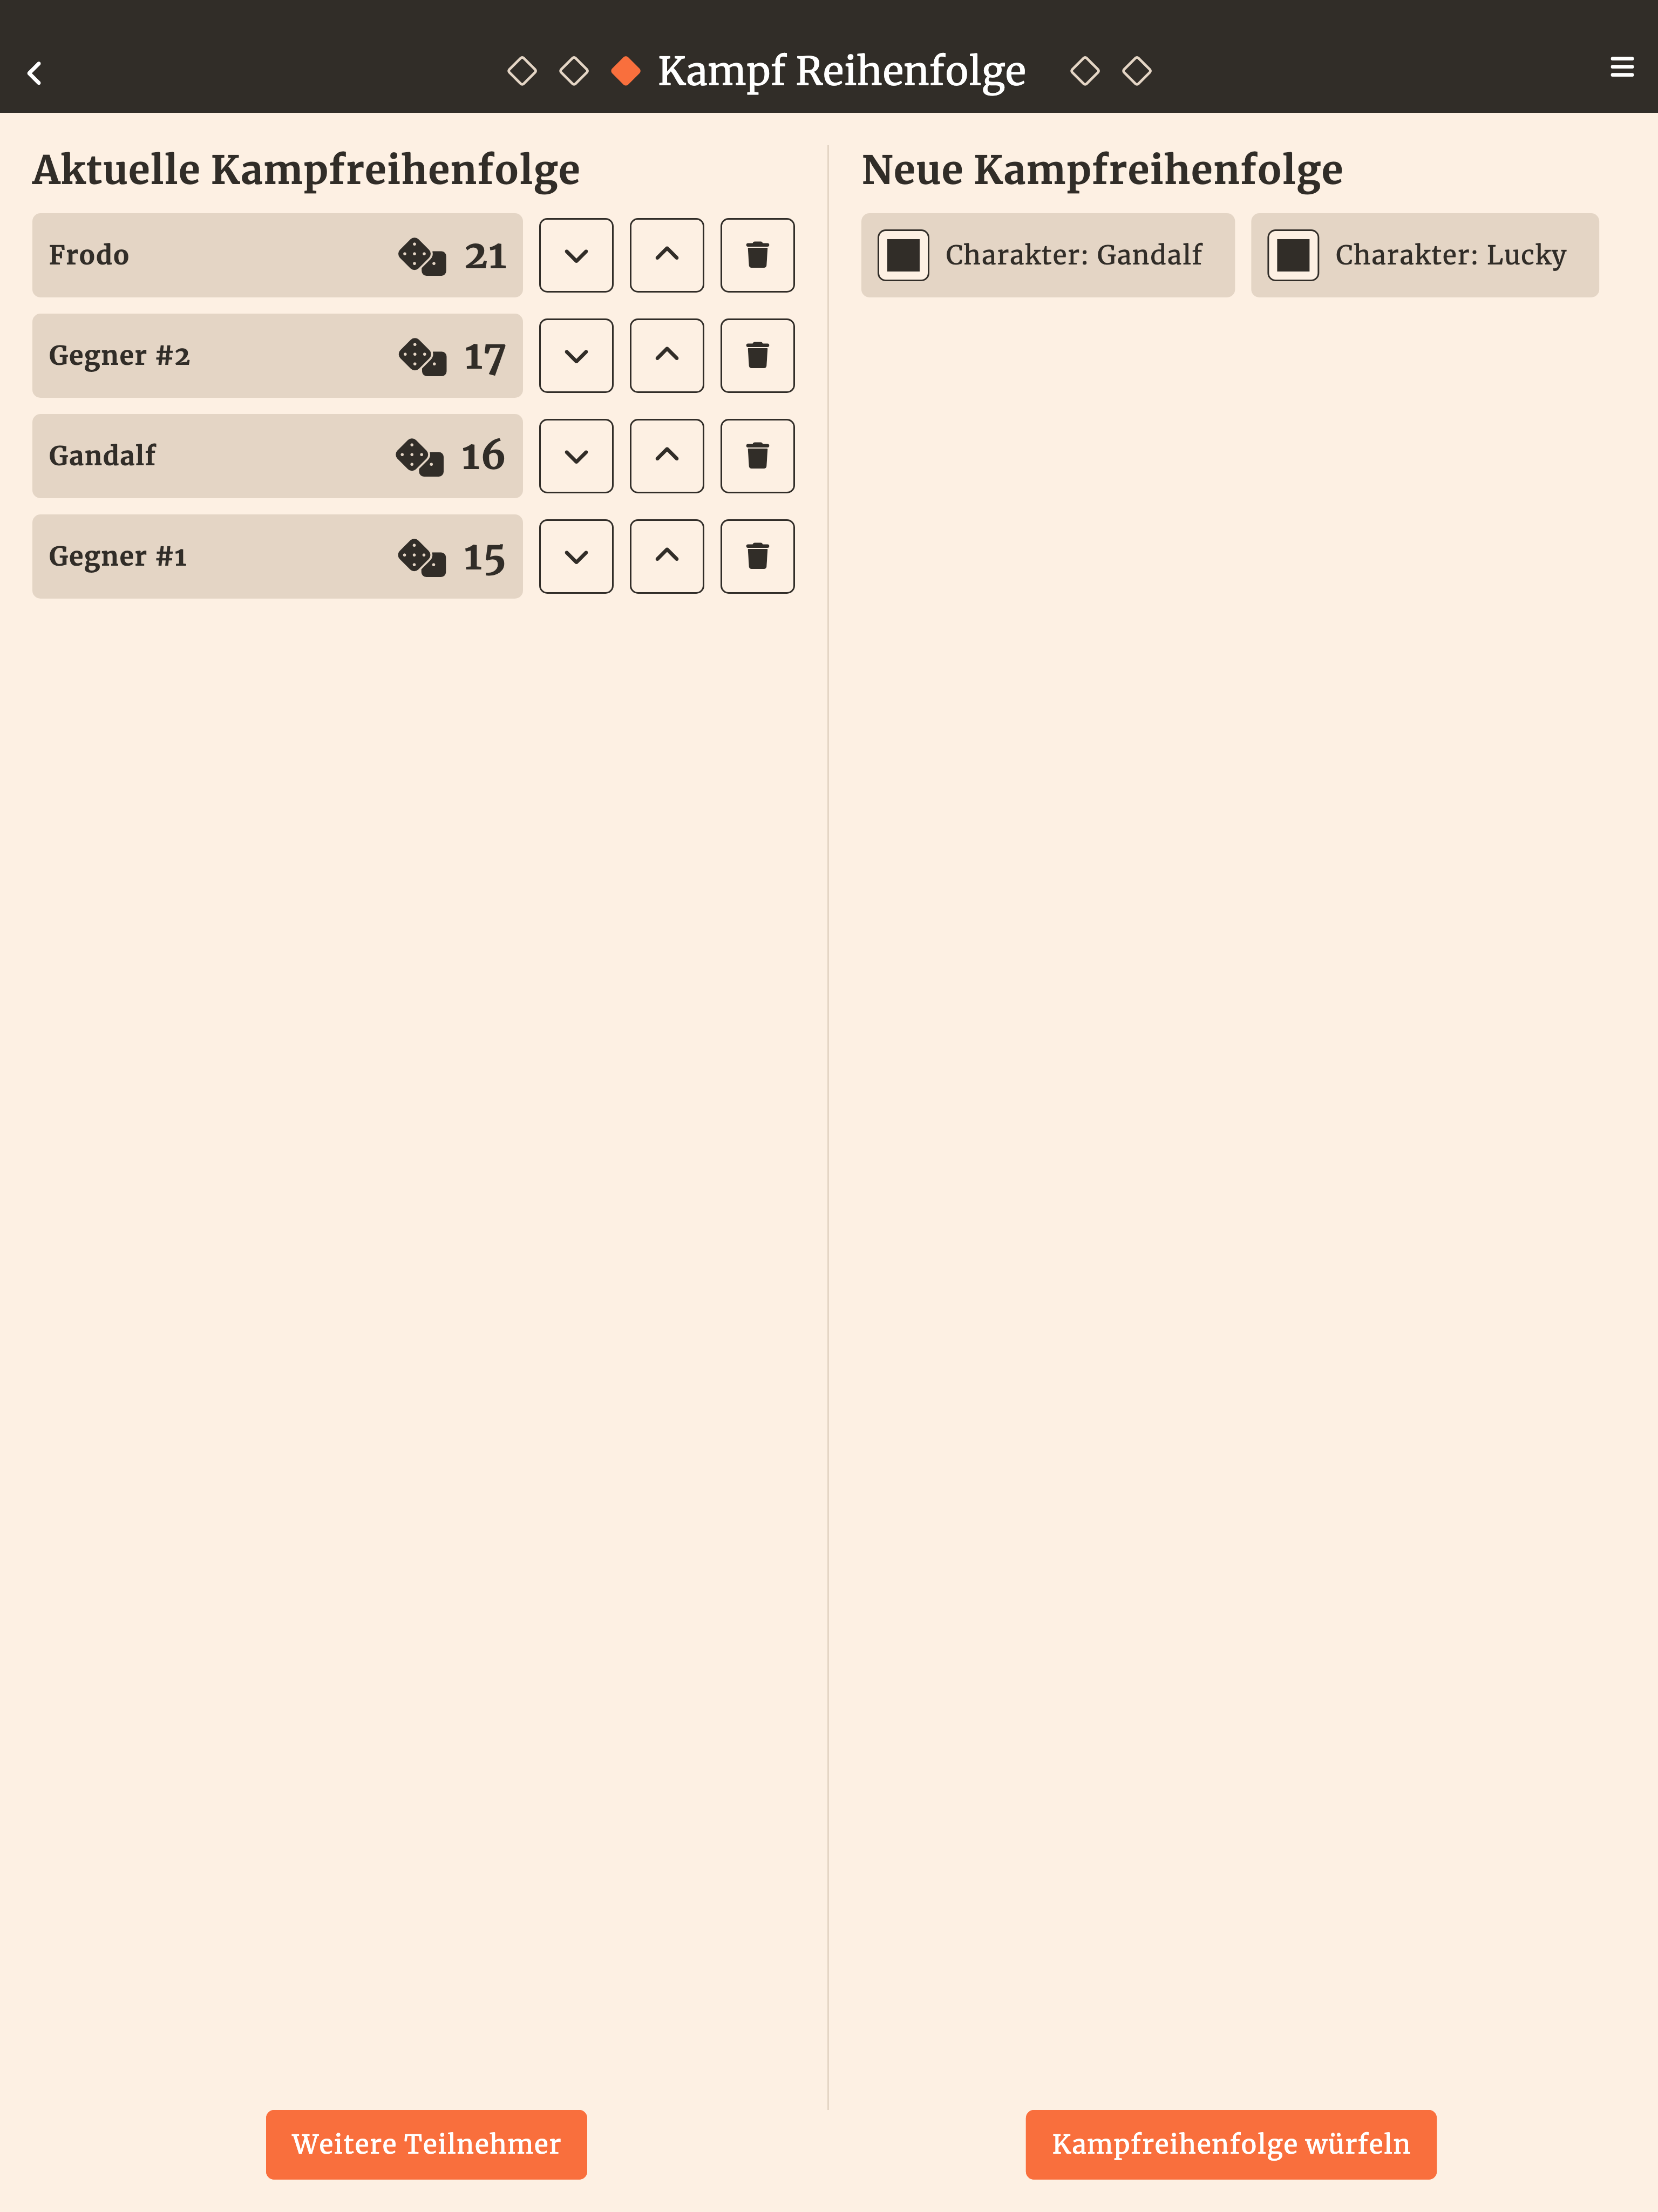 Kampf Reihenfolge
Aktuelle Kampfreihenfolge
Frodo 21
Gegner #2 17
Gandalf 16
Gegner #1 15
Weitere Teilnehmer
Neue Kampfreihenfolge
Charakter: Gandalf
Charakter: Lucky
Kampfreihenfolge würfeln